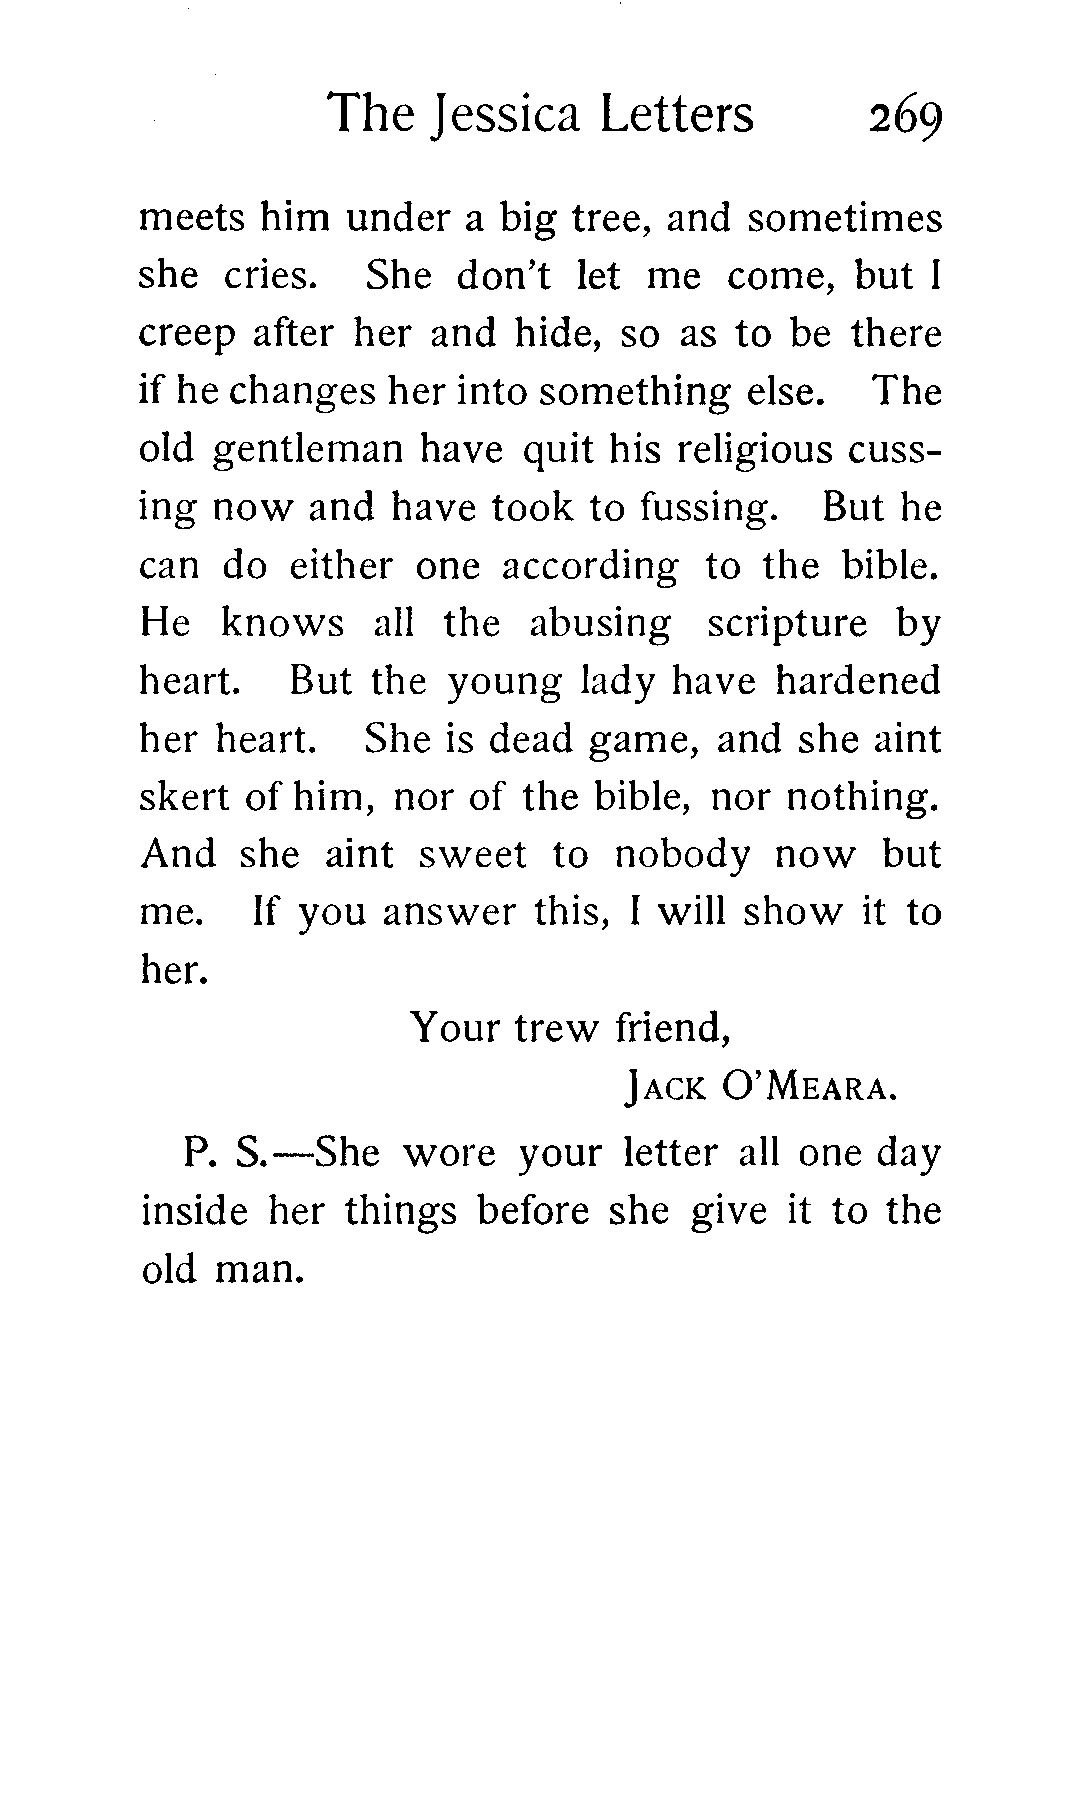 The Jessica Letters 269
meets him under a big tree, and sometimes
she cries. She don't let me come, but I
creep after her and hide, so as to be there
if he changes her into something else. The
old gentleman have quit his religious cuss-
ing now and have took to fussing. But he
can do either one according to the bible.
He knows all the abusing scripture by
heart. But the young lady have hardened
her heart. She is dead game, and she aint
skert of him, nor of the bible, nor nothing.
And she aint sweet to nobody now but
me. If you answer this, I will show it to
her.
Your trew friend,
JACK O'MEARA.
P. S.—She wore your letter all one day
inside her things before she give it to the
old man.